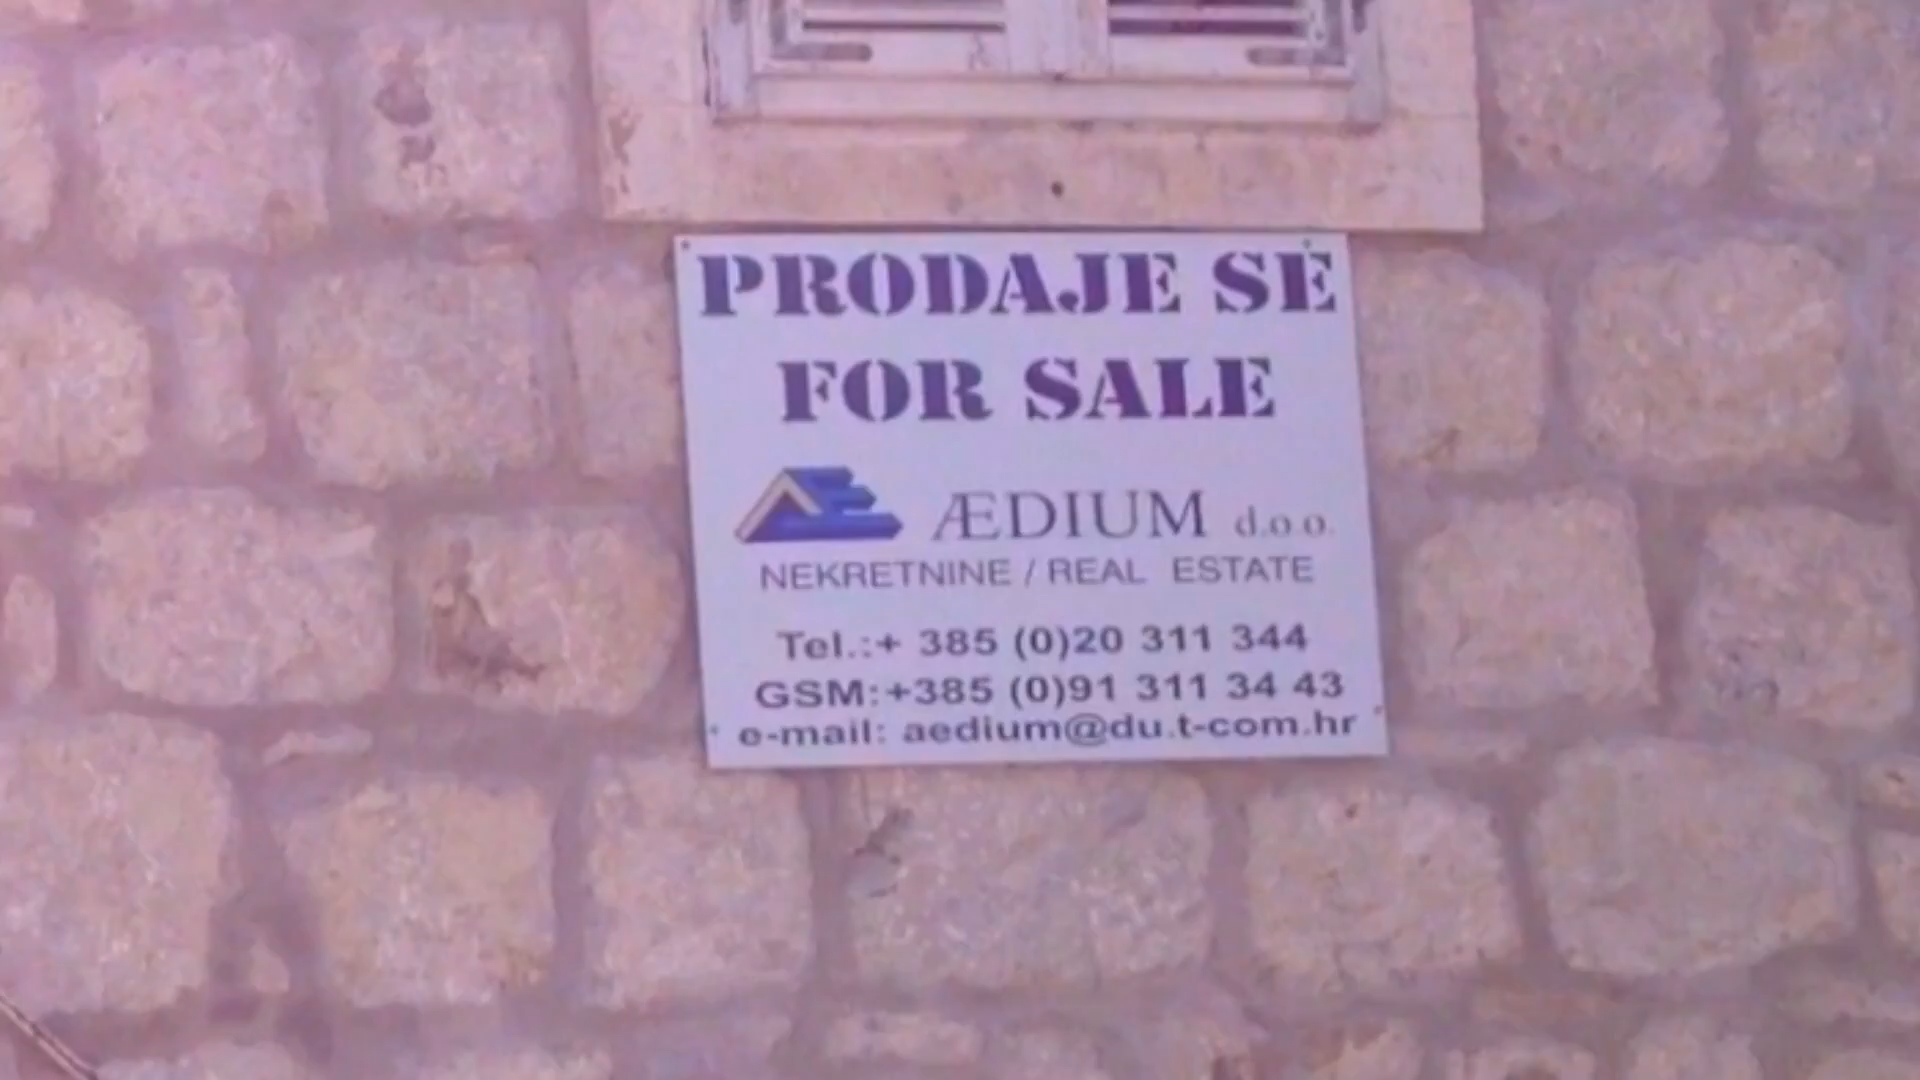 PRODAJE SE
FOR SALE
ÆDIUM d.o.o.
NEKRETNINE / REAL ESTATE
Tel.:+ 385 (0)20 311 344
GSM:+385 (0)91 311 34 43
e-mail: aedium@du.t-com.hr